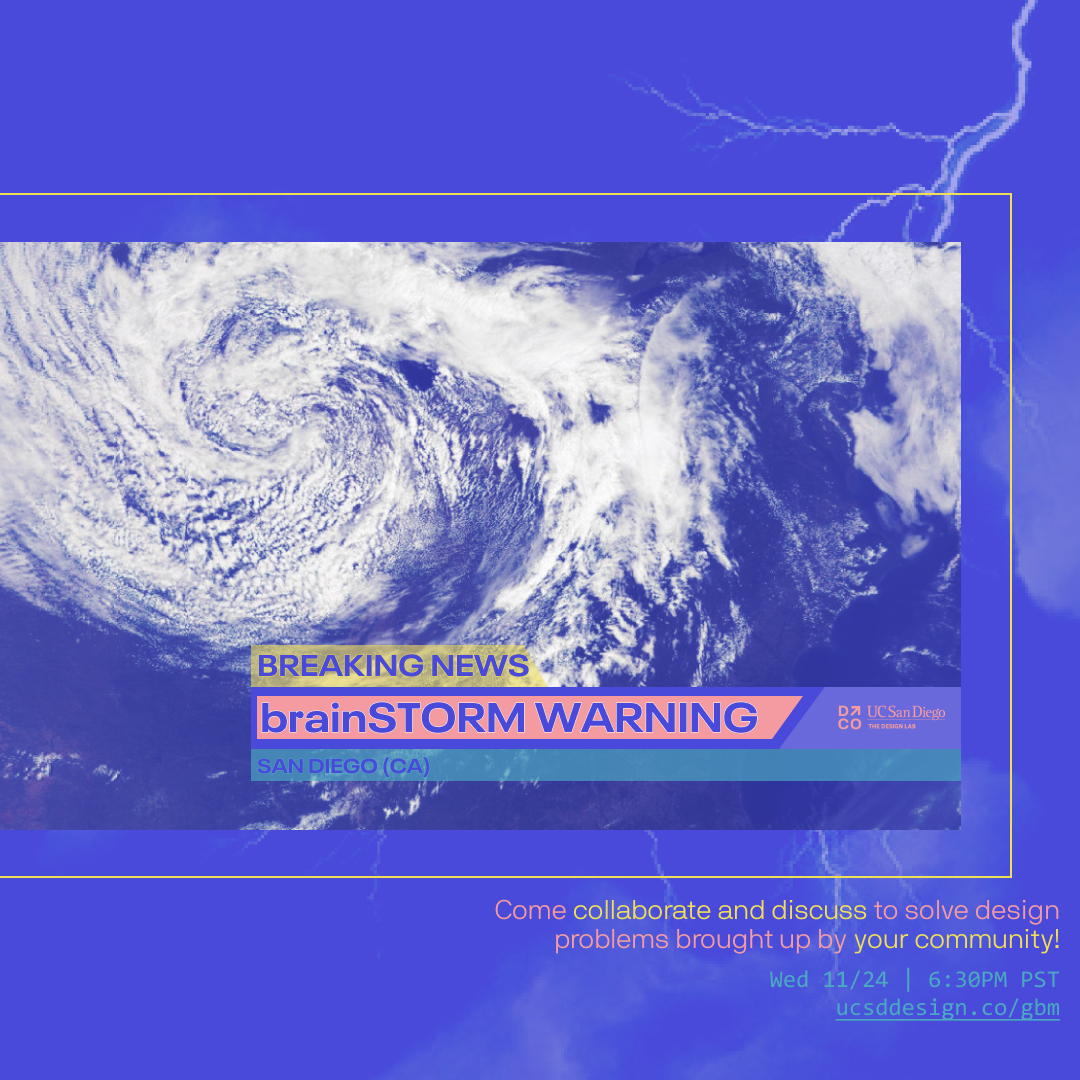 BREAKING NEWS
brainSTORM WARNING
D CO
UC San Diego
THE DESIGN LAB
SAN DIEGO (CA)
Come collaborate and discuss to solve design
problems brought up by your community!
Wed 11/24 | 6:30PM PST
ucsddesign.co/gbm